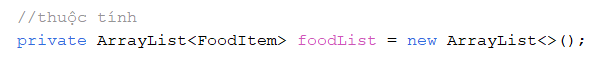 //thuộc tính
private ArrayList<FoodItem> foodList = new ArrayList<>();